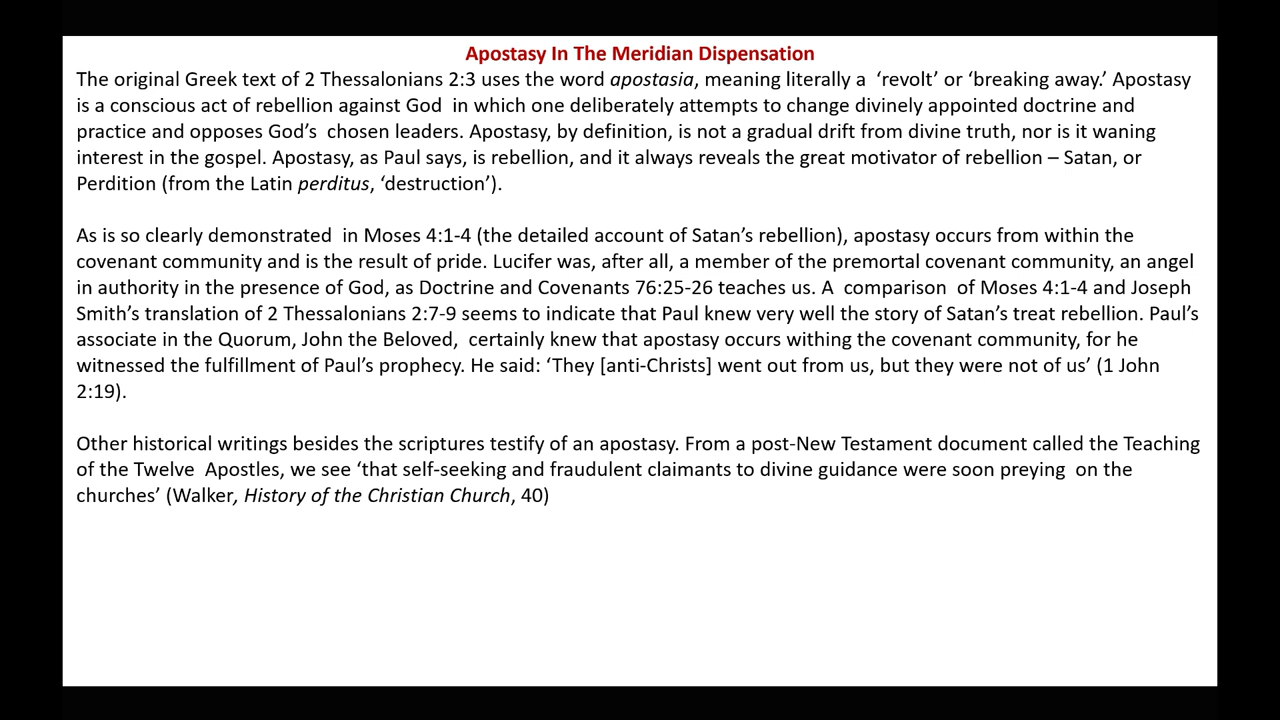 Apostasy In The Meridian Dispensation
The original Greek text of 2 Thessalonians 2:3 uses the word apostasia, meaning literally a ‘revolt’ or ‘breaking away.’ Apostasy
is a conscious act of rebellion against God in which one deliberately attempts to change divinely appointed doctrine and
practice and opposes God’s chosen leaders. Apostasy, by definition, is not a gradual drift from divine truth, nor is it waning
interest in the gospel. Apostasy, as Paul says, is rebellion, and it always reveals the great motivator of rebellion – Satan, or
Perdition (from the Latin perditus, ‘destruction’).
As is so clearly demonstrated in Moses 4:1-4 (the detailed account of Satan’s rebellion), apostasy occurs from within the
covenant community and is the result of pride. Lucifer was, after all, a member of the premortal covenant community, an angel
in authority in the presence of God, as Doctrine and Covenants 76:25-26 teaches us. A comparison of Moses 4:1-4 and Joseph
Smith’s translation of 2 Thessalonians 2:7-9 seems to indicate that Paul knew very well the story of Satan’s treat rebellion. Paul’s
associate in the Quorum, John the Beloved, certainly knew that apostasy occurs withing the covenant community, for he
witnessed the fulfillment of Paul’s prophecy. He said: ‘They [anti-Christs] went out from us, but they were not of us’ (1 John
2:19).
Other historical writings besides the scriptures testify of an apostasy. From a post-New Testament document called the Teaching
of the Twelve Apostles, we see ‘that self-seeking and fraudulent claimants to divine guidance were soon preying on the
churches’ (Walker, History of the Christian Church, 40)